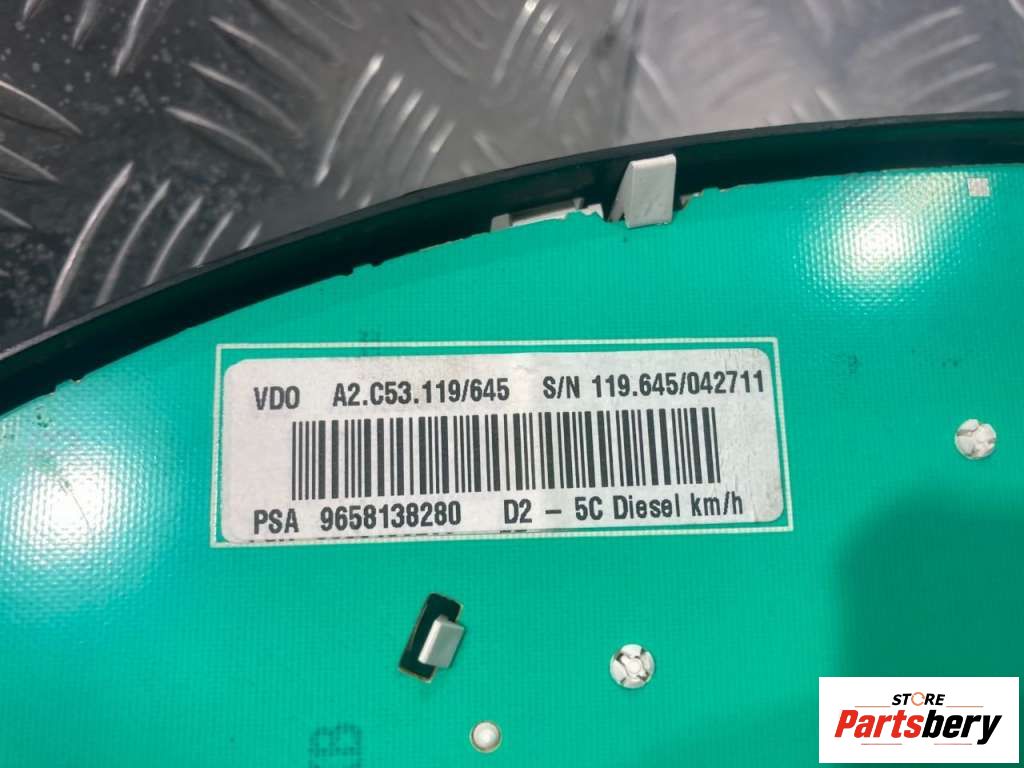 VDO A2.C53.119/645 S/N 119.645/042711
PSA 9658138280 D2 - 5C Diesel km/h
STORE
Partsbery